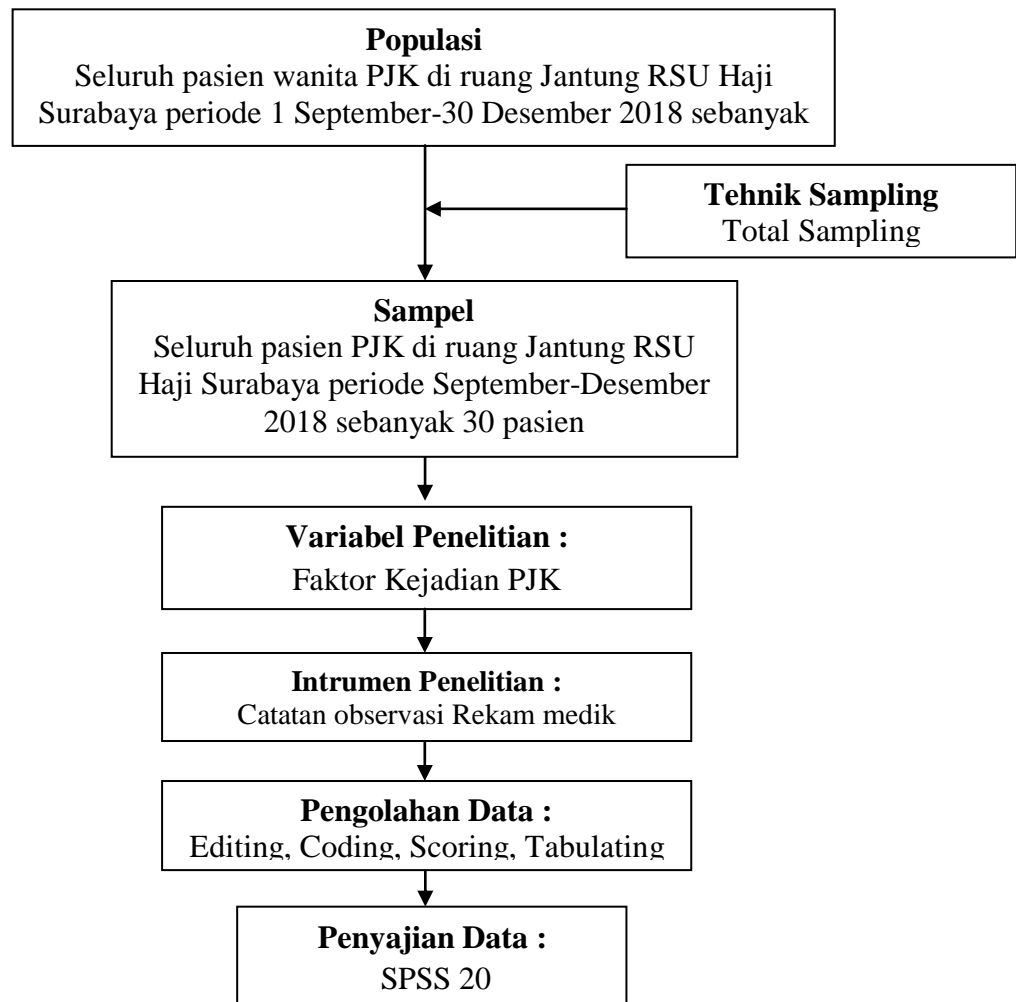 Populasi
Seluruh pasien wanita PJK di ruang Jantung RSU Haji
Surabaya periode 1 September-30 Desember 2018 sebanyak
Tehnik Sampling
Total Sampling
Sampel
Seluruh pasien PJK di ruang Jantung RSU
Haji Surabaya periode September-Desember
2018 sebanyak 30 pasien
Variabel Penelitian :
Faktor Kejadian PJK
Intrumen Penelitian :
Catatan observasi Rekam medik
Pengolahan Data :
Editing, Coding, Scoring, Tabulating
Penyajian Data :
SPSS 20